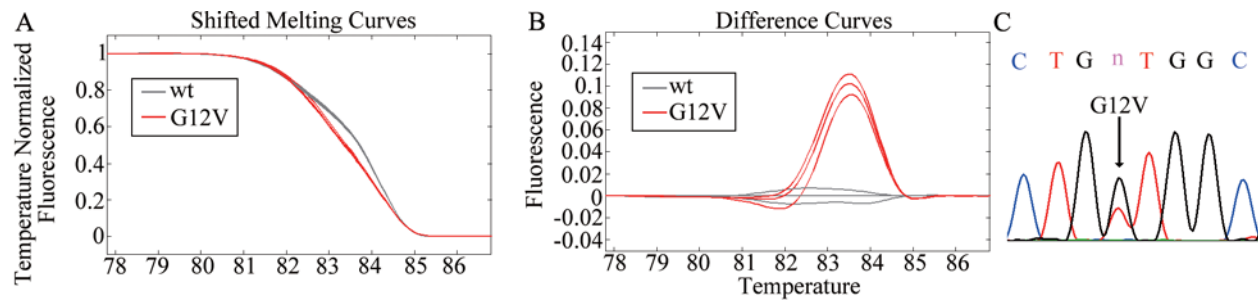 A
Shifted Melting Curves
Temperature Normalized
Fluorescence
1
0.8
0.6
0.4
0.2
0
wt
G12V
78 79 80 81 82 83 84 85 86
B
Difference Curves
Fluorescence
0.14
0.12
0.1
0.08
0.06
0.04
0.02
0
-0.02
-0.04
wt
G12V
78 79 80 81 82 83 84 85 86
Temperature
C
C T G n T G G C
G12V